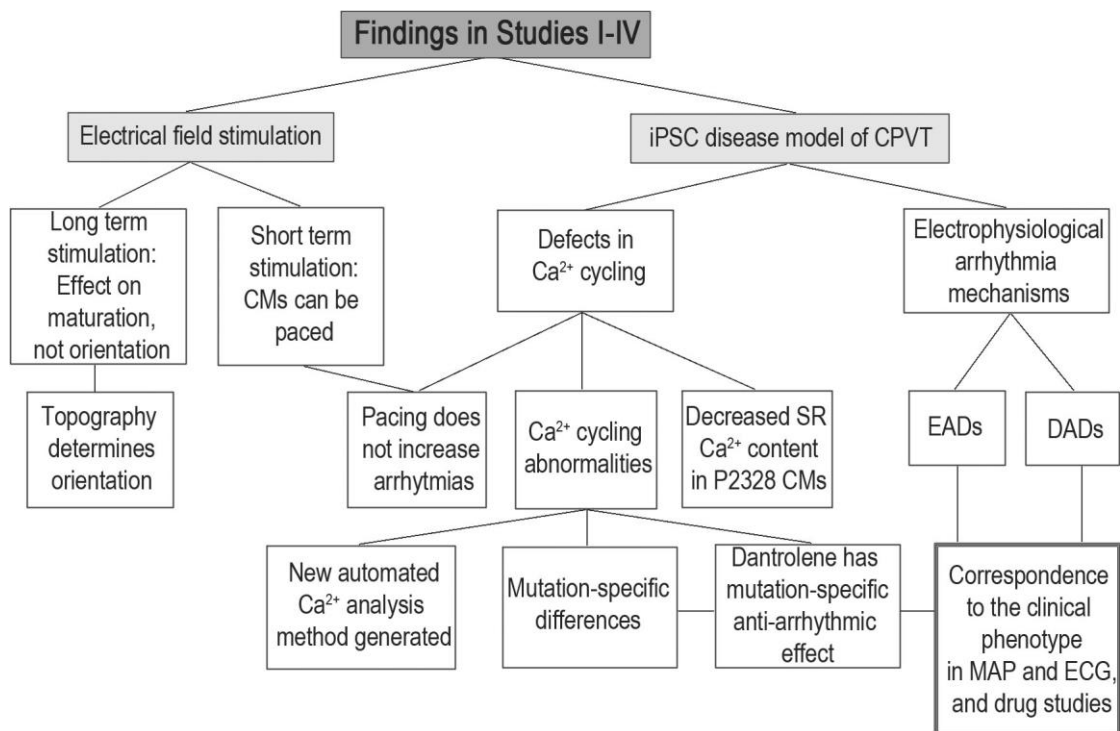 Findings in Studies I-IV
Electrical field stimulation
iPSC disease model of CPVT
Long term
stimulation:
Effect on
maturation,
not orientation
Short term
stimulation:
CMs can be
paced
Defects in
Ca²⁺ cycling
Electrophysiological
arrhythmia
mechanisms
Topography
determines
orientation
Pacing does
not increase
arrhytmias
Ca²⁺ cycling
abnormalities
Decreased SR
Ca²⁺ content
in P2328 CMs
EADs
DADs
New automated
Ca²⁺ analysis
method generated
Mutation-specific
differences
Dantrolene has
mutation-specific
anti-arrhythmic
effect
Correspondence
to the clinical
phenotype
in MAP and ECG,
and drug studies